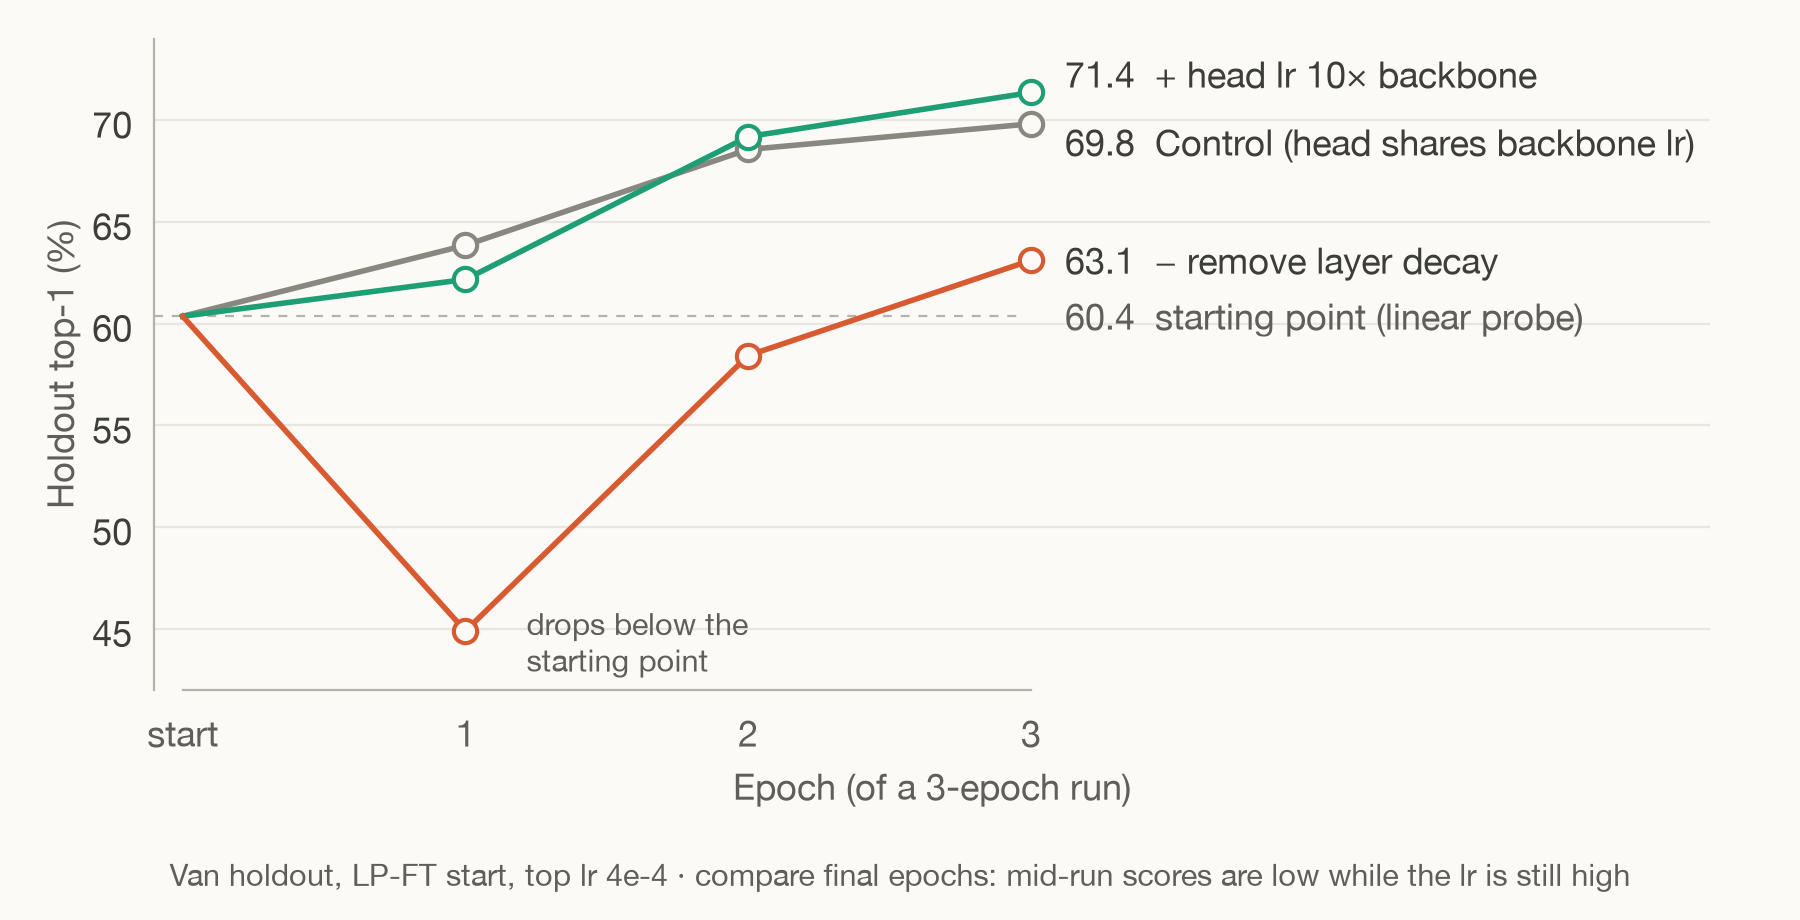 71.4 + head lr 10× backbone
70
69.8 Control (head shares backbone lr)
65
63.1 – remove layer decay
60.4 starting point (linear probe)
60
55
50
45
Holdout top-1 (%)
drops below the
starting point
start 1 2 3
Epoch (of a 3-epoch run)
Van holdout, LP-FT start, top lr 4e-4 · compare final epochs: mid-run scores are low while the lr is still high